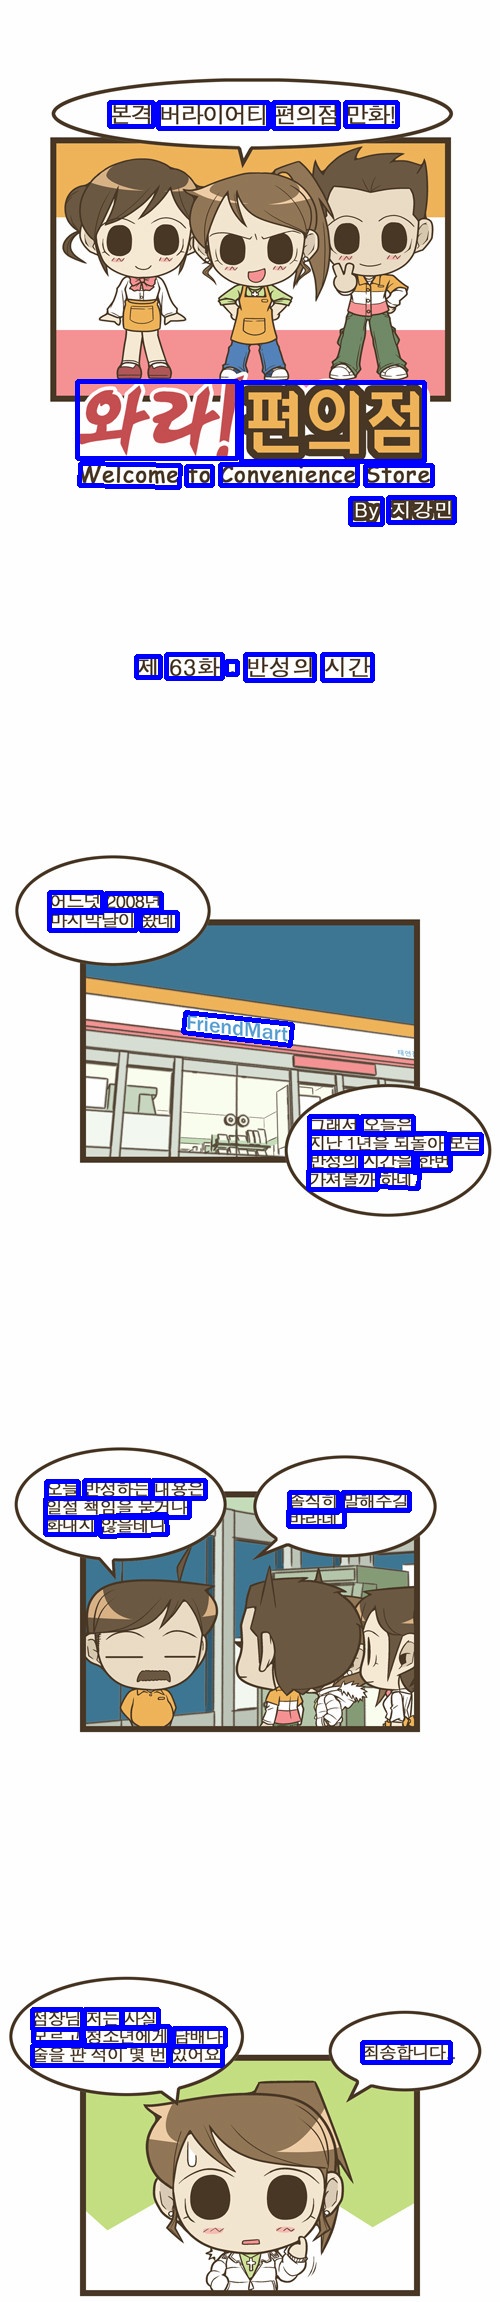 본격 버라이어티 편의점 만화!
와라! 편의점
Welcome to Convenience Store
By 지강민
제 63화. 반성의 시간
어느덧 2008년
마지막날이 왔네
FriendMart
그래서 오늘은
지난 1년을 되돌아 보는
반성의 시간을 한번
가져볼까 하네
오늘 반성하는 내용은
일절 책임을 묻거나
화내지 않을테니
솔직히 말해주길
바라네
점장님 저는 사실
모르고 청소년에게 담배나
술을 판 적이 몇 번 있어요
죄송합니다.